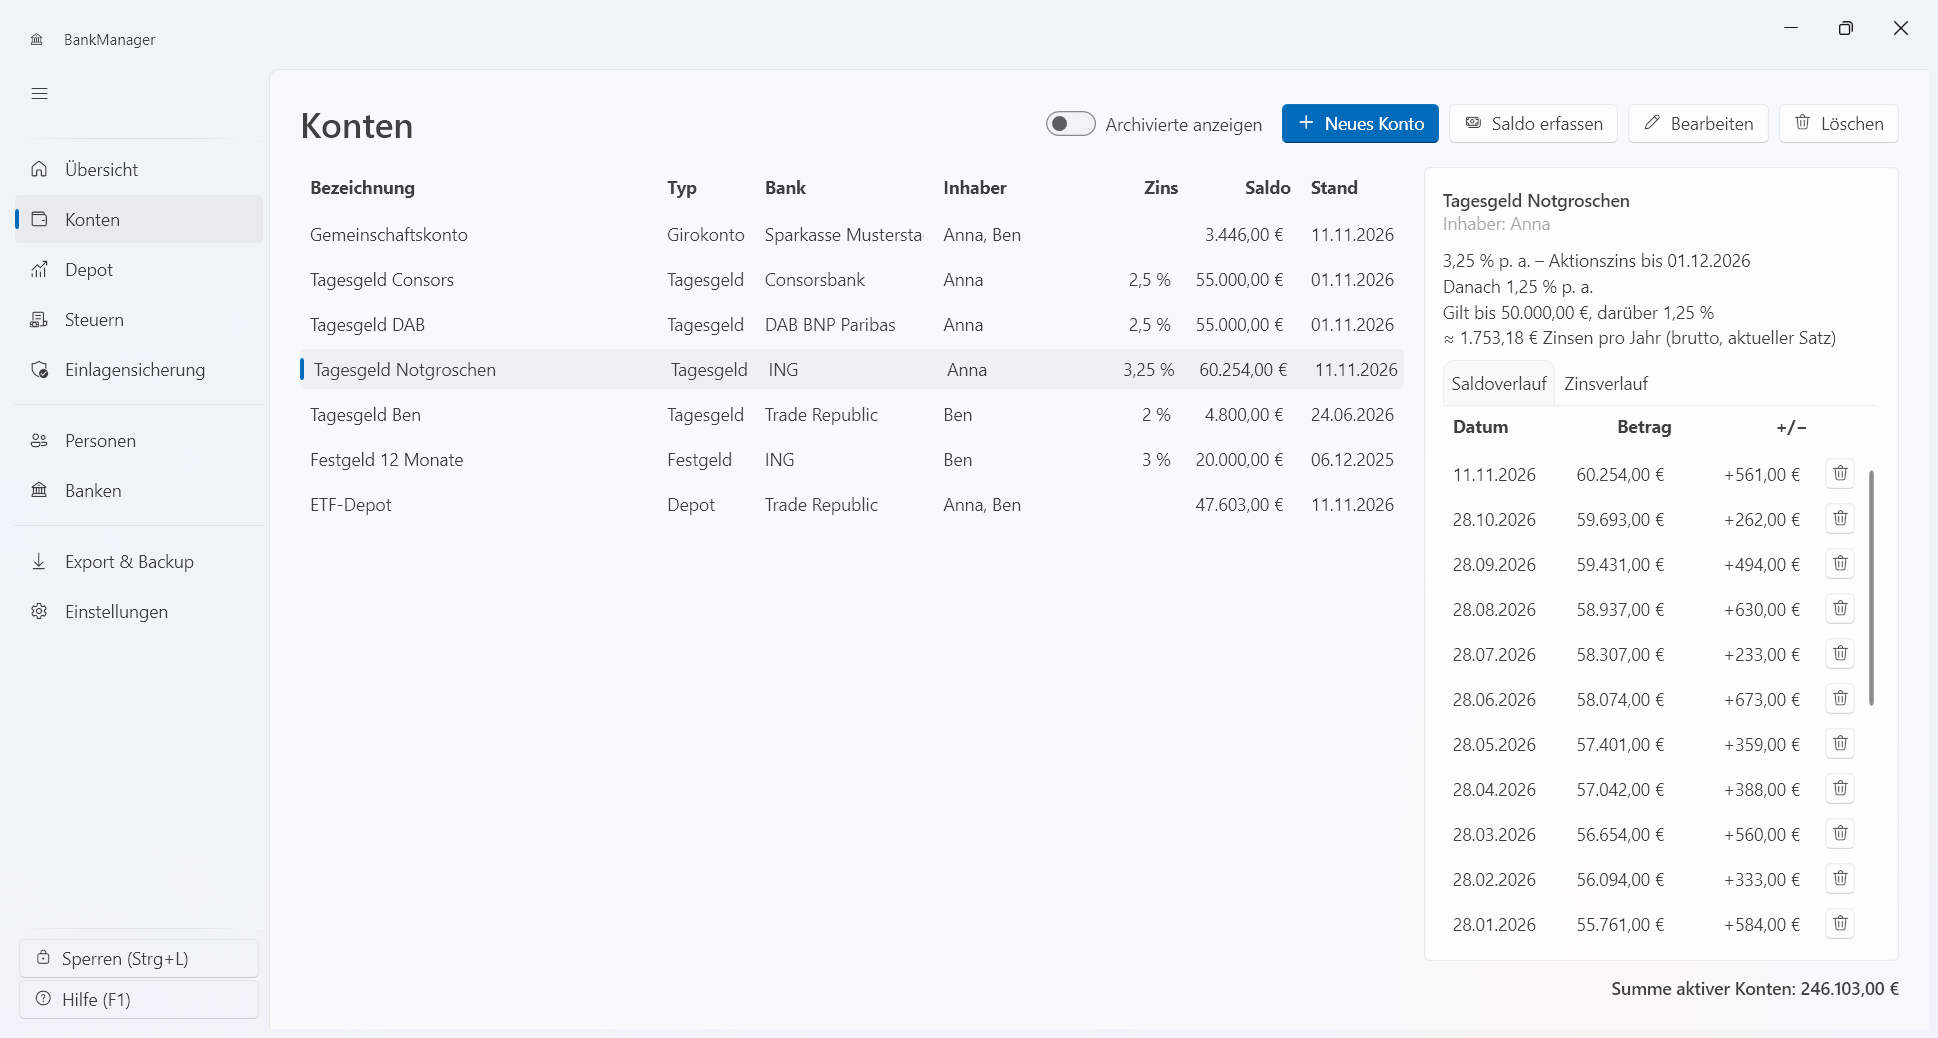 BankManager
Übersicht
Konten
Depot
Steuern
Einlagensicherung
Personen
Banken
Export & Backup
Einstellungen
Sperren (Strg+L)
Hilfe (F1)
Konten
Archivierte anzeigen
Neues Konto
Saldo erfassen
Bearbeiten
Löschen
Bezeichnung Typ Bank Inhaber Zins Saldo Stand
Gemeinschaftskonto Girokonto Sparkasse Mustersta Anna, Ben 3.446,00 € 11.11.2026
Tagesgeld Consors Tagesgeld Consorsbank Anna 2,5 % 55.000,00 € 01.11.2026
Tagesgeld DAB Tagesgeld DAB BNP Paribas Anna 2,5 % 55.000,00 € 01.11.2026
Tagesgeld Notgroschen Tagesgeld ING Anna 3,25 % 60.254,00 € 11.11.2026
Tagesgeld Ben Tagesgeld Trade Republic Ben 2 % 4.800,00 € 24.06.2026
Festgeld 12 Monate Festgeld ING Ben 3 % 20.000,00 € 06.12.2025
ETF-Depot Depot Trade Republic Anna, Ben 47.603,00 € 11.11.2026
Tagesgeld Notgroschen
Inhaber: Anna
3,25 % p. a. – Aktionszins bis 01.12.2026
Danach 1,25 % p. a.
Gilt bis 50.000,00 €, darüber 1,25 %
≈ 1.753,18 € Zinsen pro Jahr (brutto, aktueller Satz)
Saldoverlauf Zinsverlauf
Datum Betrag +/−
11.11.2026 60.254,00 € +561,00 €
28.10.2026 59.693,00 € +262,00 €
28.09.2026 59.431,00 € +494,00 €
28.08.2026 58.937,00 € +630,00 €
28.07.2026 58.307,00 € +233,00 €
28.06.2026 58.074,00 € +673,00 €
28.05.2026 57.401,00 € +359,00 €
28.04.2026 57.042,00 € +388,00 €
28.03.2026 56.654,00 € +560,00 €
28.02.2026 56.094,00 € +333,00 €
28.01.2026 55.761,00 € +584,00 €
Summe aktiver Konten: 246.103,00 €